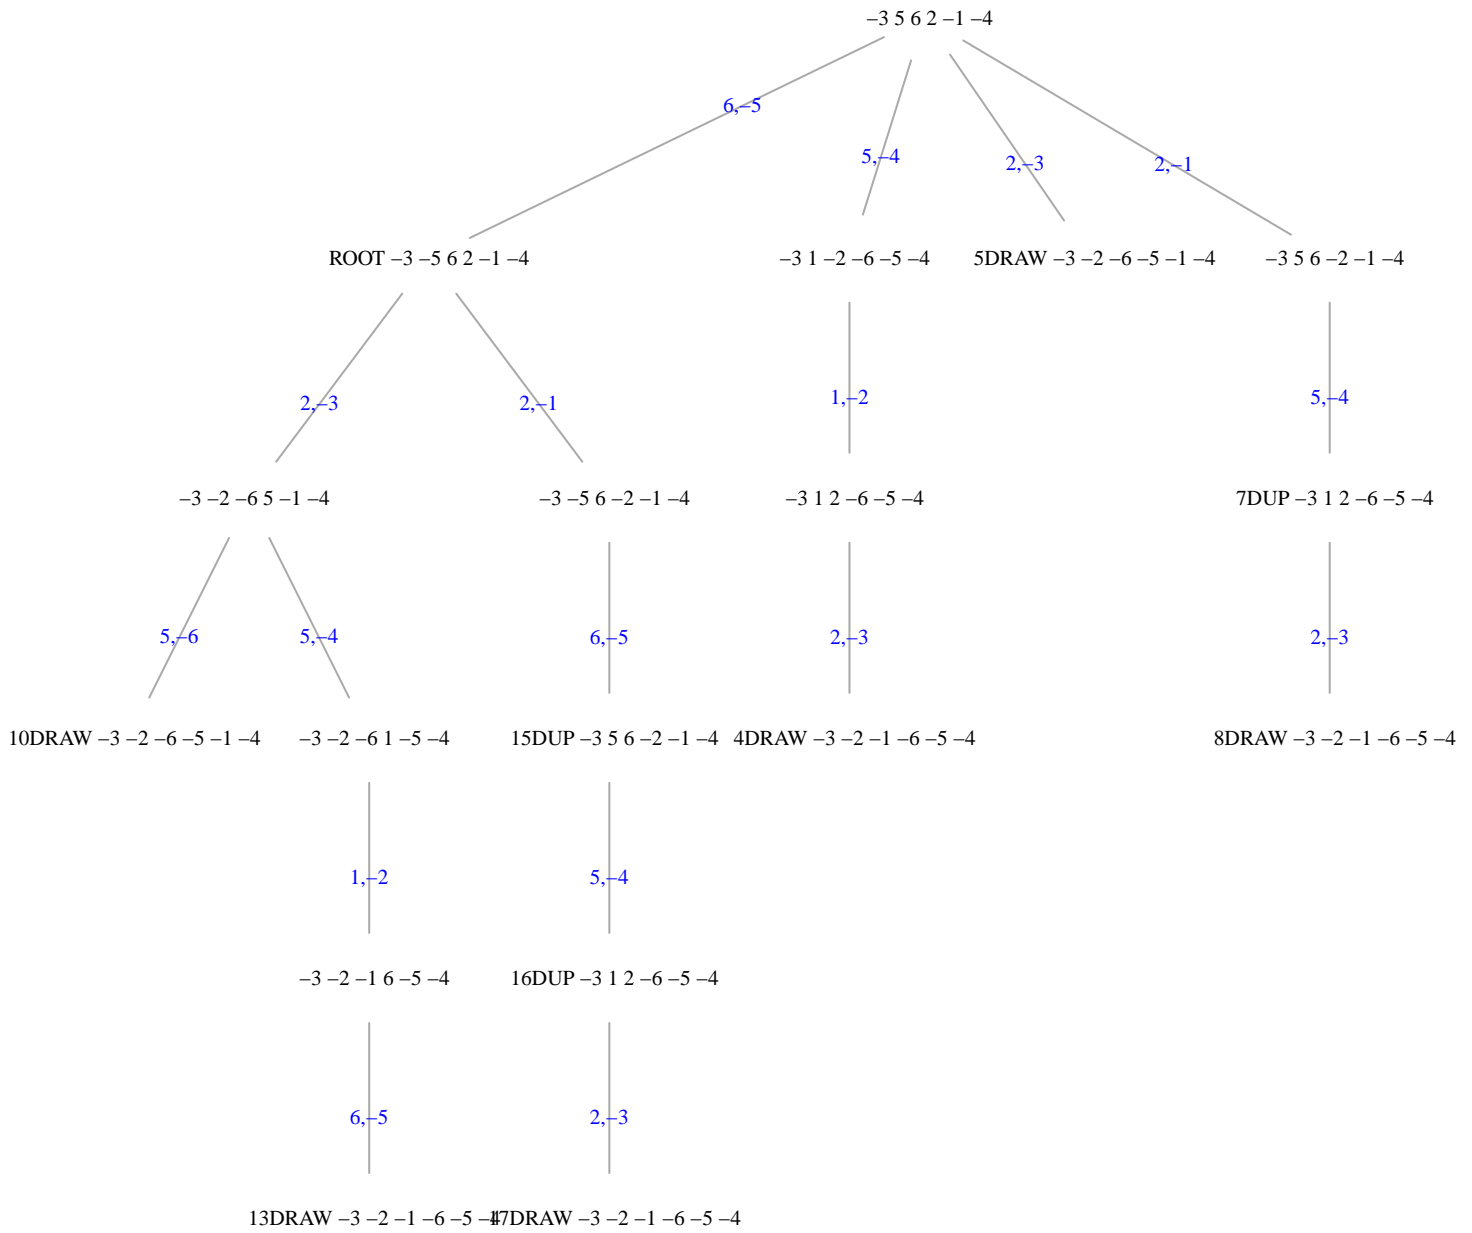 –3 5 6 2 –1 –4
6,–5
5,–4
2,–3
2,–1
ROOT –3 –5 6 2 –1 –4
–3 1 –2 –6 –5 –4
5DRAW –3 –2 –6 –5 –1 –4
–3 5 6 –2 –1 –4
2,–3
2,–1
1,–2
5,–4
–3 –2 –6 5 –1 –4
–3 –5 6 –2 –1 –4
–3 1 2 –6 –5 –4
7DUP –3 1 2 –6 –5 –4
5,–6
5,–4
6,–5
2,–3
2,–3
10DRAW –3 –2 –6 –5 –1 –4
–3 –2 –6 1 –5 –4
15DUP –3 5 6 –2 –1 –4
4DRAW –3 –2 –1 –6 –5 –4
8DRAW –3 –2 –1 –6 –5 –4
1,–2
5,–4
–3 –2 –1 6 –5 –4
16DUP –3 1 2 –6 –5 –4
6,–5
2,–3
13DRAW –3 –2 –1 –6 –5 –4
17DRAW –3 –2 –1 –6 –5 –4